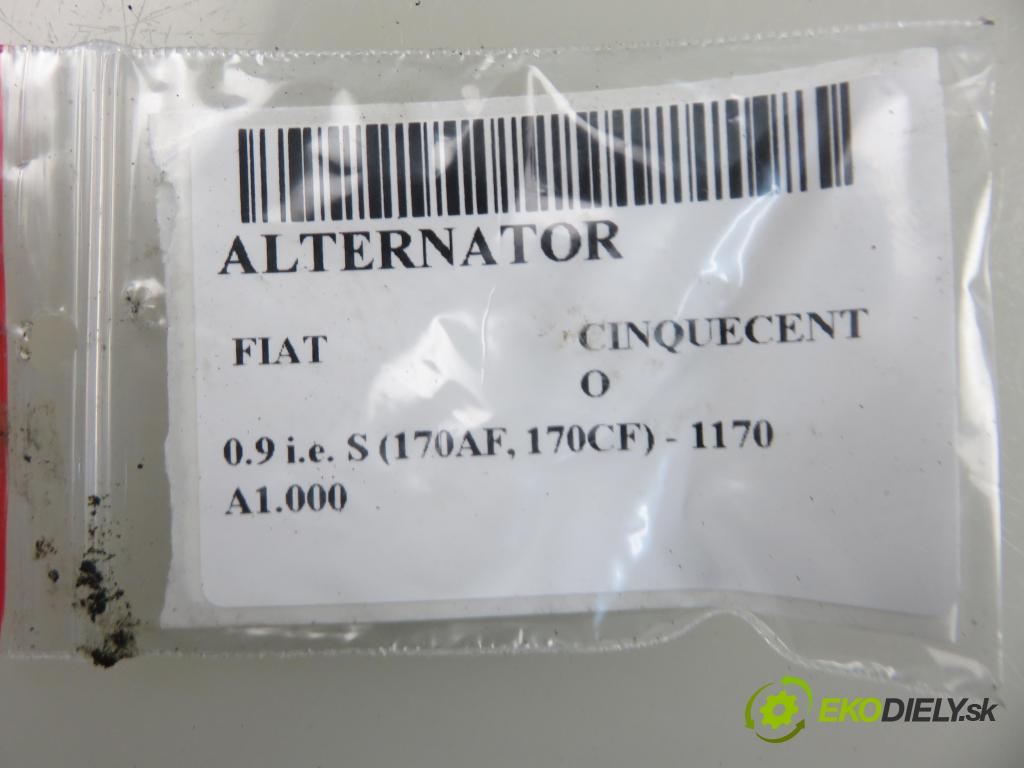 ALTERNATOR
FIAT CINQUECENT
O
0.9 i.e. S (170AF, 170CF) - 1170
A1.000
EKODIELY.sk